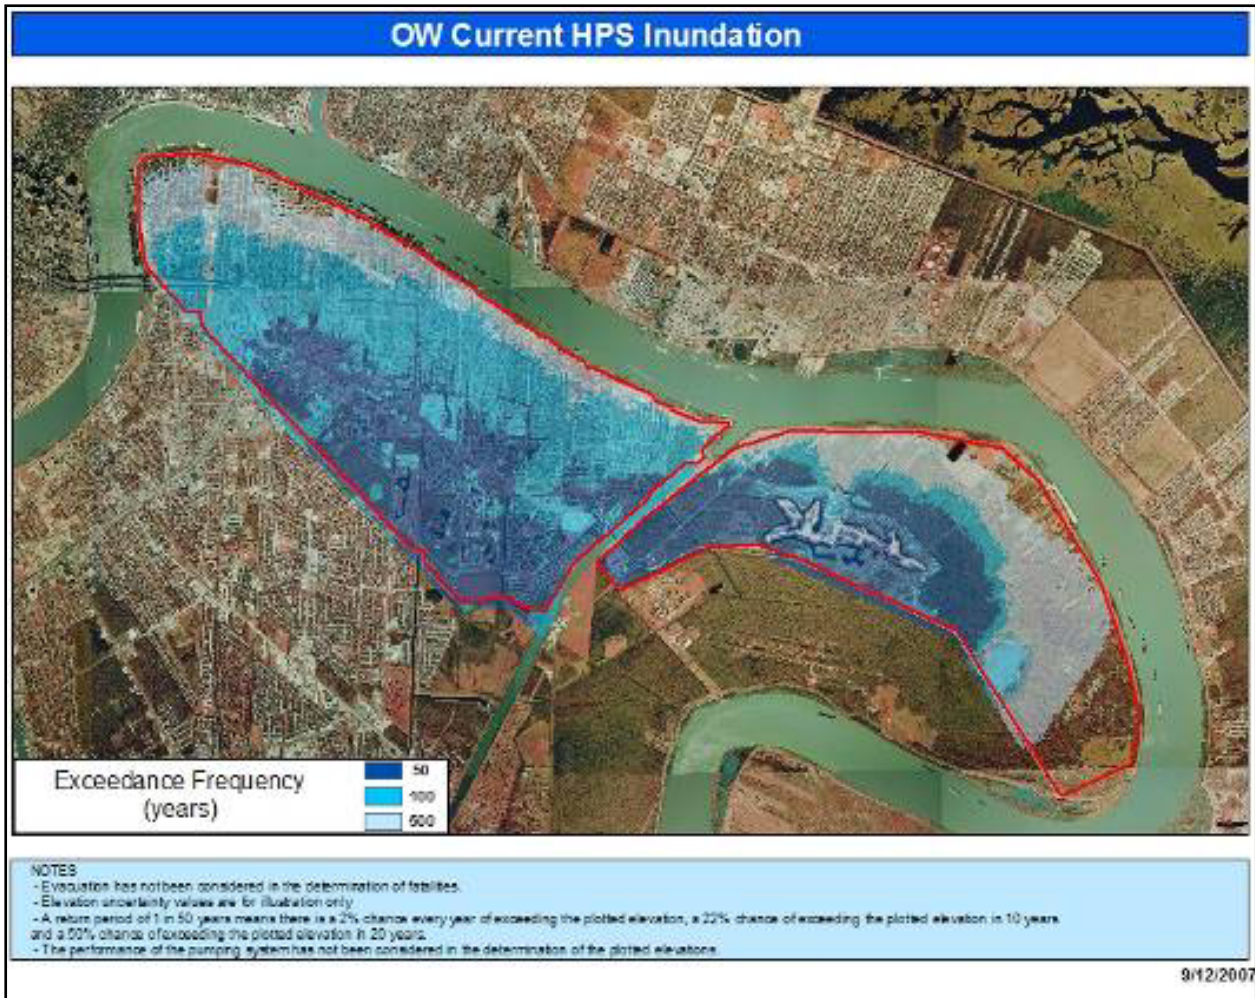 OW Current HPS Inundation
Exceedance Frequency
(years)
50
100
500
NOTES
- Evacuation has not been considered in the determination of fatalities.
- Elevation uncertainty values are for illustration only
- A return period of 1 in 50 years means there is a 2% chance every year of exceeding the plotted elevation, a 22% chance of exceeding the plotted elevation in 10 years
and a 50% chance of exceeding the plotted elevation in 20 years.
- The performance of the pumping system has not been considered in the determination of the plotted elevations.
9/12/2007